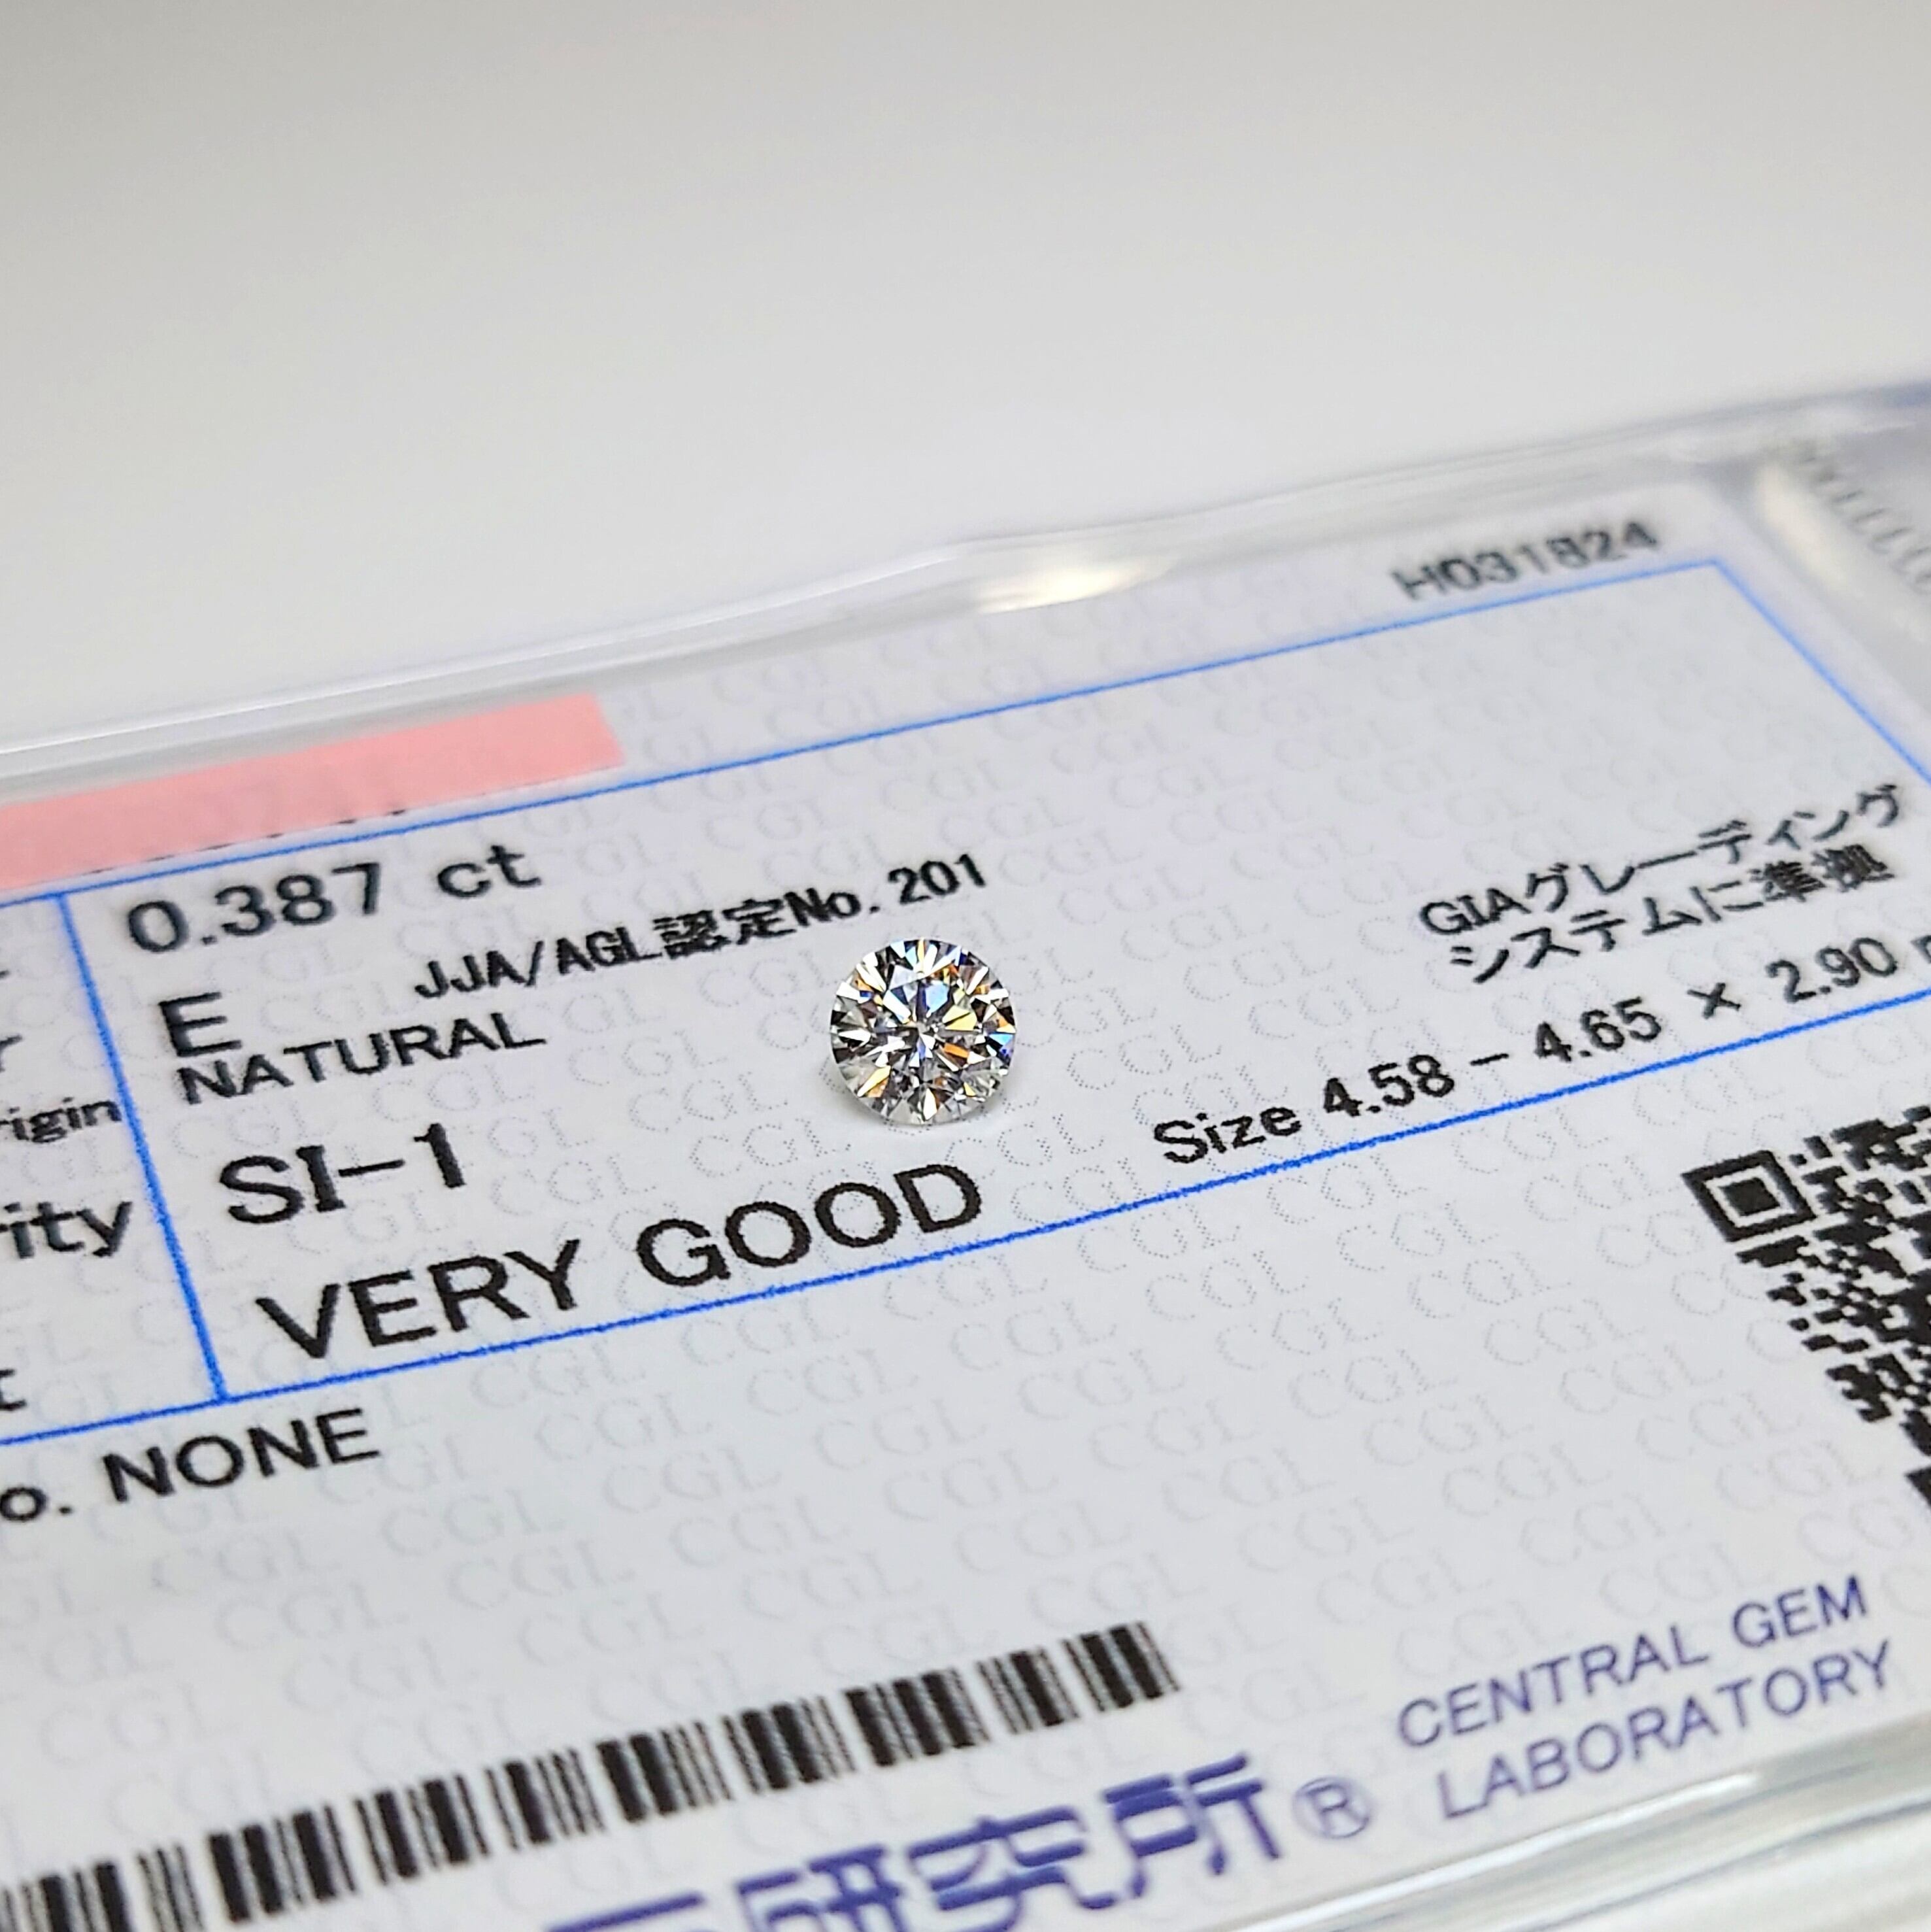 H031824
0.387 ct
JJA/AGL認定No. 201
E
NATURAL
GIAグレーディング
システムに準拠
rigin
SI-1
Size 4.58 - 4.65 × 2.90
rity
VERY GOOD
o. NONE
CENTRAL GEM
LABORATORY
研究所®